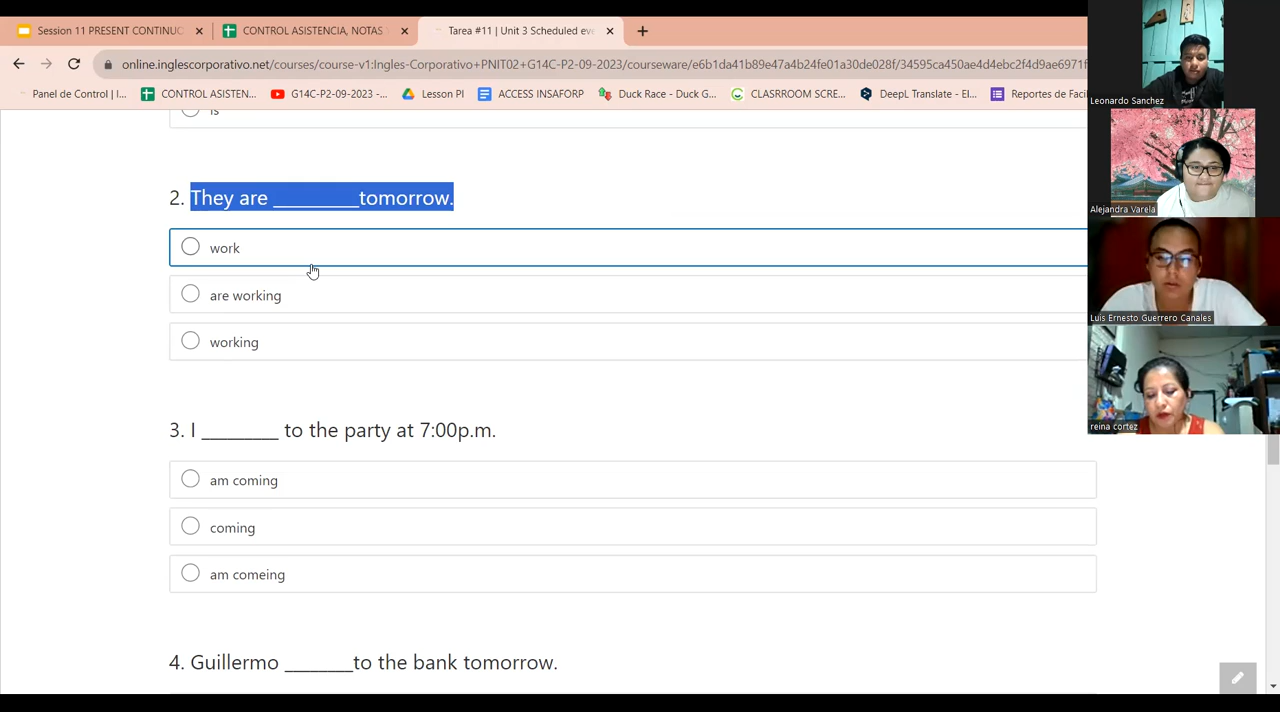 Session 11 PRESENT CONTINUO
CONTROL ASISTENCIA, NOTAS
Tarea #11 | Unit 3 Scheduled eve
online.inglescorporativo.net/courses/course-v1:Ingles-Corporativo+PNIT02+G14C-P2-09-2023/courseware/e6b1da41b89e47a4b24fe01a30de028f/34595ca450ae4d4ebc2f4d9ae6971f
Panel de Control | I...
CONTROL ASISTEN...
G14C-P2-09-2023 -...
Lesson Pl
ACCESS INSAFORP
Duck Race - Duck G...
CLASRROOM SCRE...
DeepL Translate - El...
Reportes de Facil
is
2. They are _________tomorrow.
work
are working
working
3. I ________ to the party at 7:00p.m.
am coming
coming
am comeing
4. Guillermo _______to the bank tomorrow.
Leonardo Sanchez
Alejandra Varela
Luis Ernesto Guerrero Canales
reina cortez